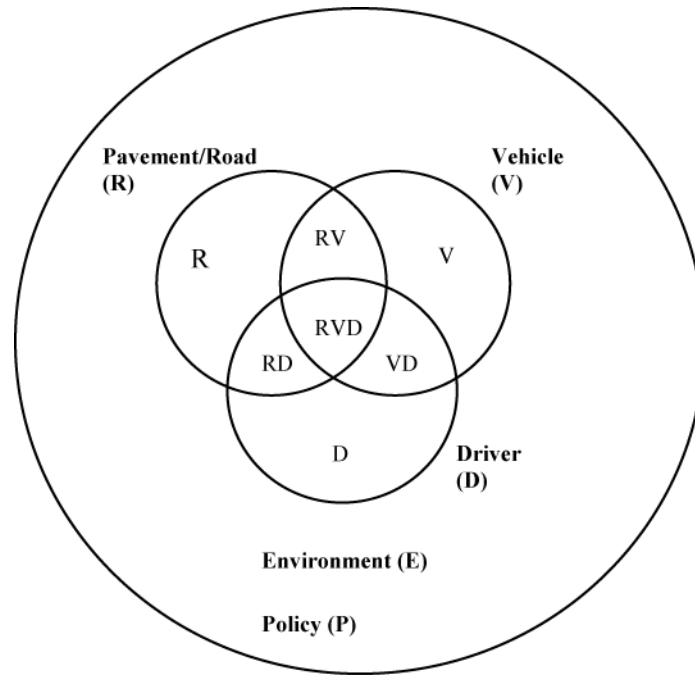 Pavement/Road
(R)
Vehicle
(V)
RV
R
V
RVD
RD
VD
D
Driver
(D)
Environment (E)
Policy (P)